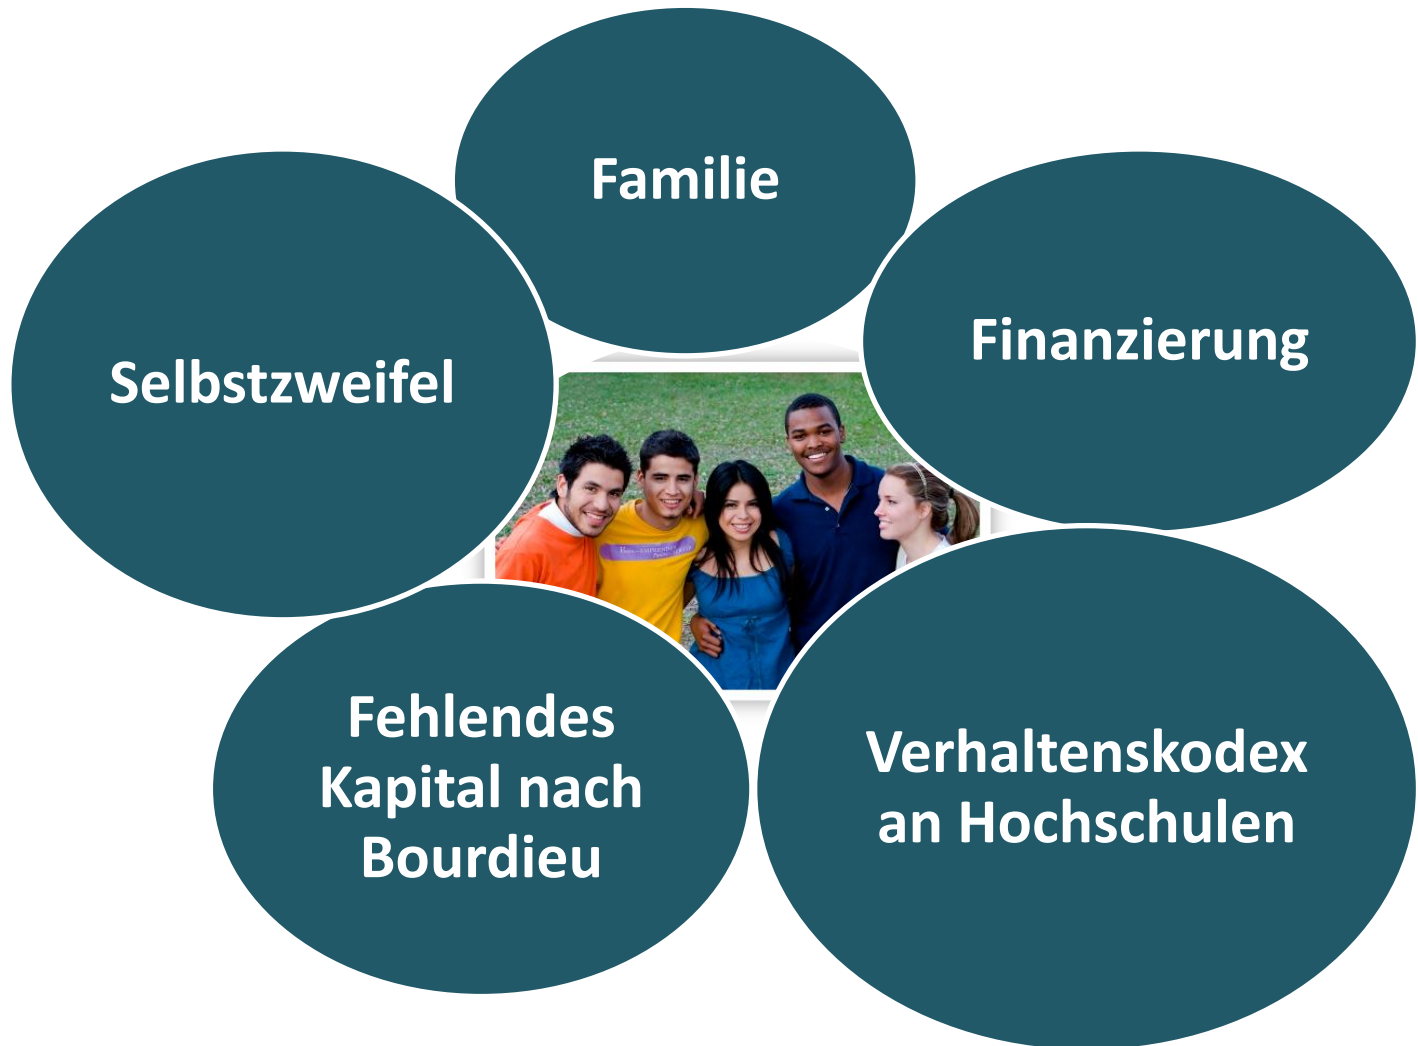 Familie
Finanzierung
Selbstzweifel
Fehlendes
Kapital nach
Bourdieu
Verhaltenskodex
an Hochschulen